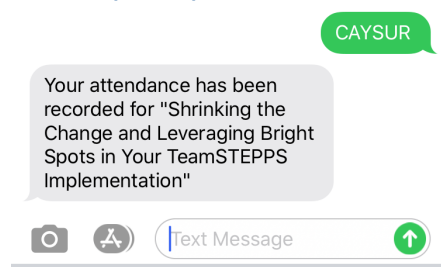 CAYSUR
Your attendance has been
recorded for "Shrinking the
Change and Leveraging Bright
Spots in Your TeamSTEPPS
Implementation"
Text Message